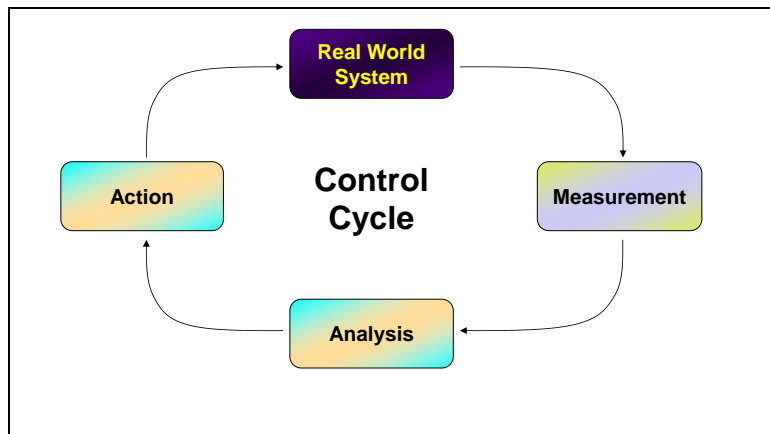 Real World
System
Action
Control
Cycle
Measurement
Analysis